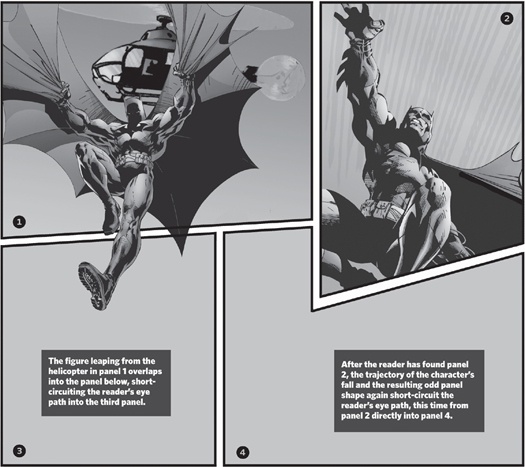 1
2
The figure leaping from the
helicopter in panel 1 overlaps
into the panel below, short-
circuiting the reader's eye
path into the third panel.
3
After the reader has found panel
2, the trajectory of the character's
fall and the resulting odd panel
shape again short-circuit the
reader's eye path, this time from
panel 2 directly into panel 4.
4